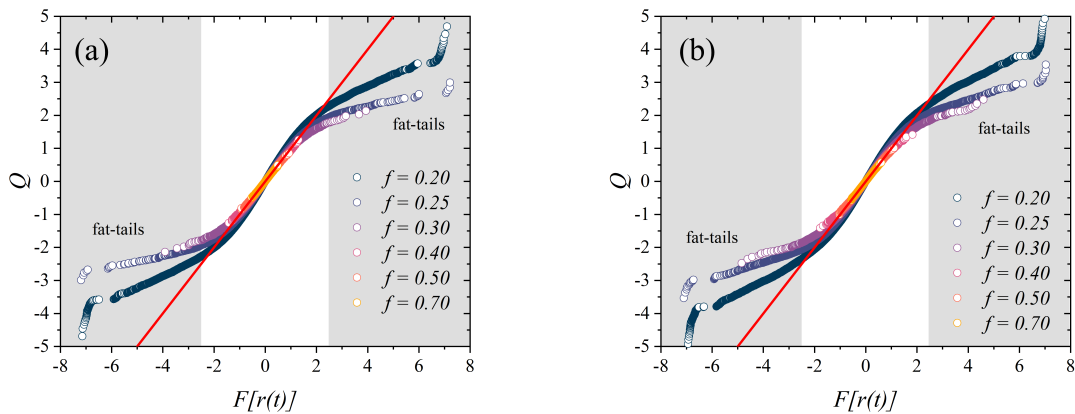 (a)
5
4
3
2
1
0
-1
-2
-3
-4
-5
Q
fat-tails
fat-tails
f = 0.20
f = 0.25
f = 0.30
f = 0.40
f = 0.50
f = 0.70
-8 -6 -4 -2 0 2 4 6 8
F[r(t)]
(b)
5
4
3
2
1
0
-1
-2
-3
-4
-5
Q
fat-tails
fat-tails
f = 0.20
f = 0.25
f = 0.30
f = 0.40
f = 0.50
f = 0.70
-8 -6 -4 -2 0 2 4 6 8
F[r(t)]